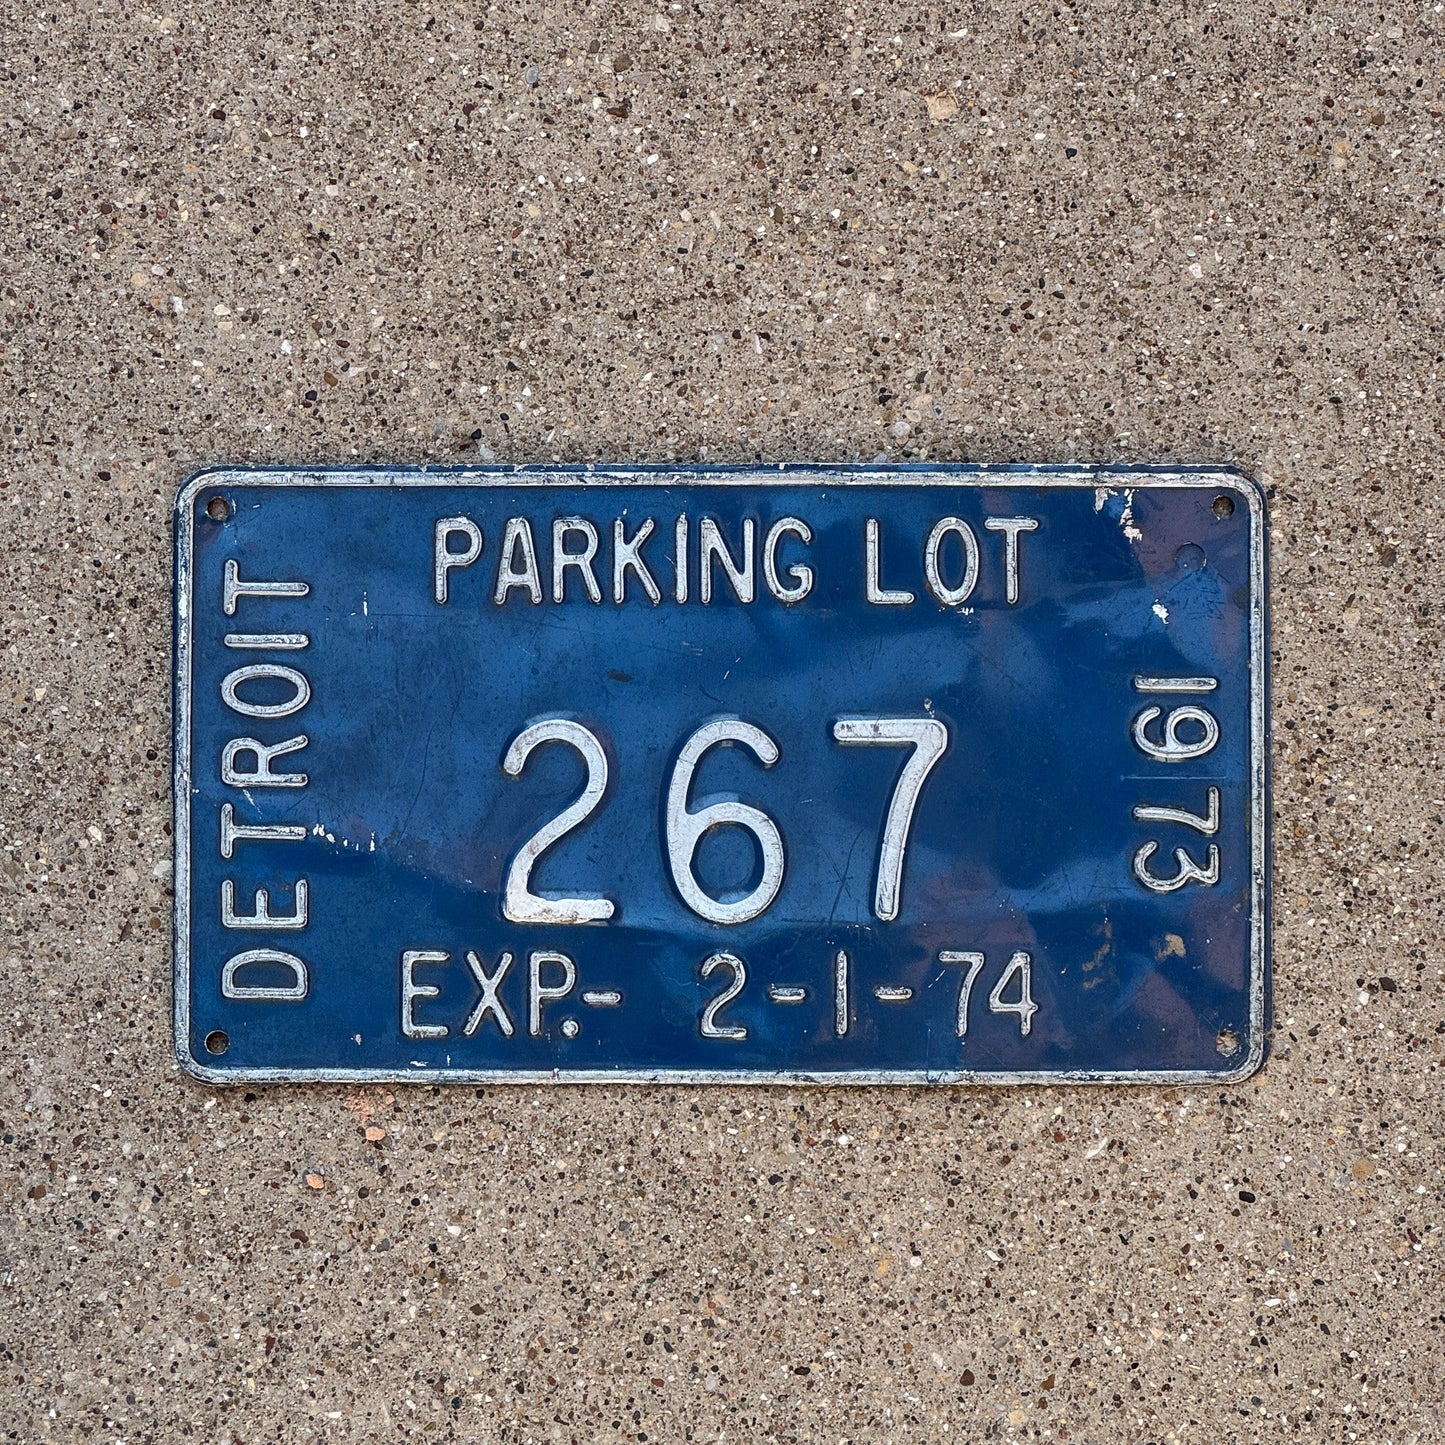 PARKING LOT
DETROIT
267
1973
EXP.- 2-1-74